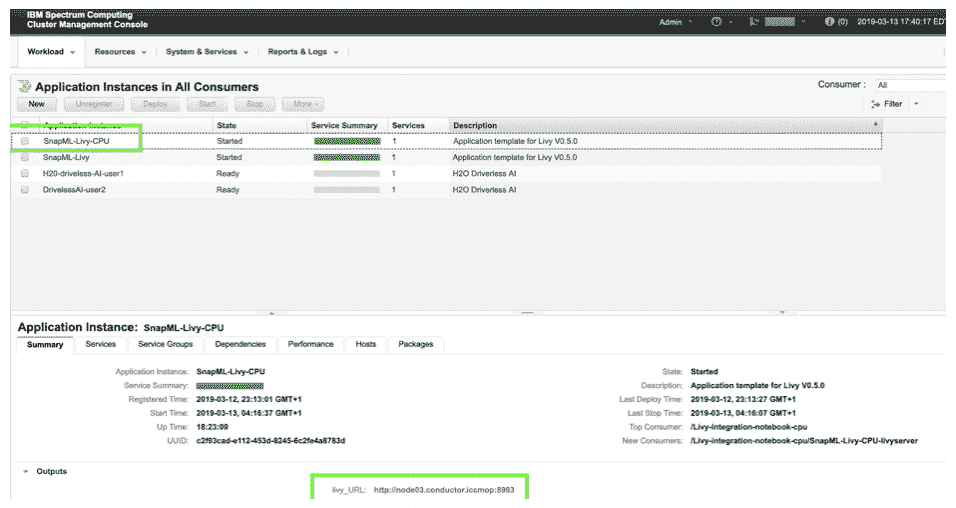 IBM Spectrum Computing
Cluster Management Console
Admin (0) 2019-03-13 17:40:17 EDT
Workload Resources System & Services Reports & Logs
Application Instances in All Consumers
Consumer : All
New Unregister Deploy Start Stop More
Filter
Application Instance State Service Summary Services Description
SnapML-Livy-CPU Started 1 Application template for Livy V0.5.0
SnapML-Livy Started 1 Application template for Livy V0.5.0
H20-driveless-AI-user1 Ready 1 H2O Driverless AI
DrivelessAI-user2 Ready 1 H2O Driverless AI
Application Instance: SnapML-Livy-CPU
Summary Services Service Groups Dependencies Performance Hosts Packages
Application Instance: SnapML-Livy-CPU State: Started
Service Summary: Description: Application template for Livy V0.5.0
Registered Time: 2019-03-12, 23:13:01 GMT+1 Last Deploy Time: 2019-03-12, 23:13:27 GMT+1
Start Time: 2019-03-13, 04:16:37 GMT+1 Last Stop Time: 2019-03-13, 04:16:07 GMT+1
Up Time: 18:23:09 Top Consumer: /Livy-integration-notebook-cpu
UUID: c2f93cad-e112-453d-8245-6c2fe4a8783d New Consumers: /Livy-integration-notebook-cpu/SnapML-Livy-CPU-livyserver
Outputs
livy_URL: http://node03.conductor.iccmop:8993